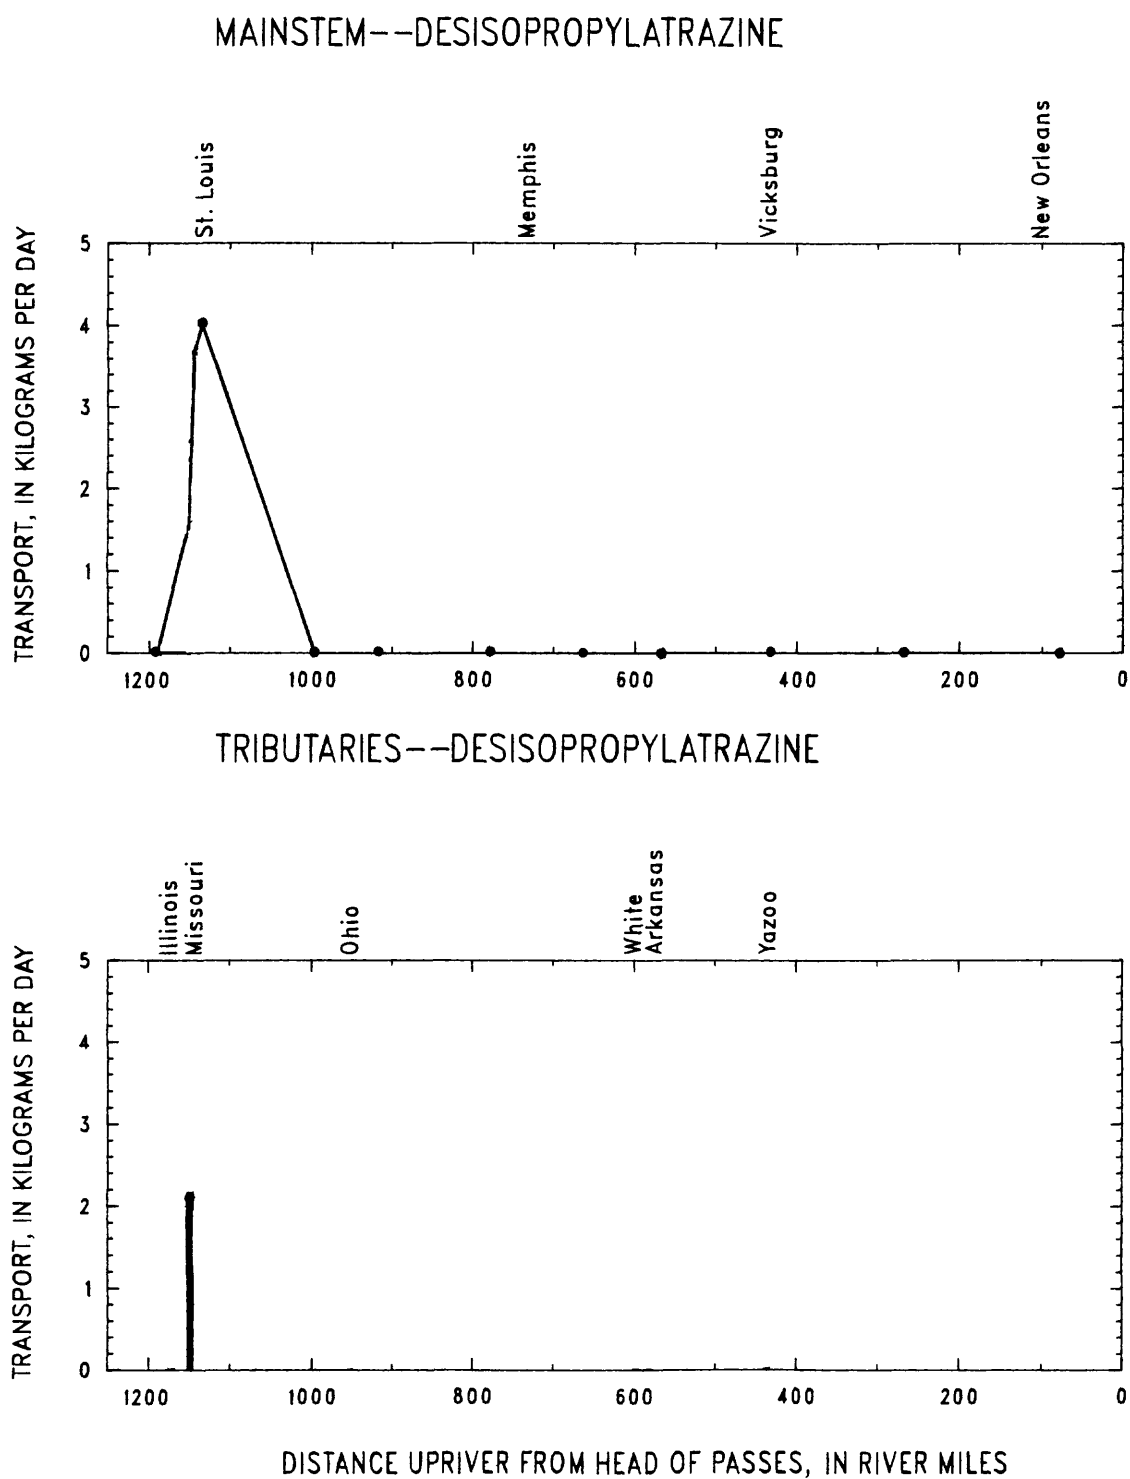 MAINSTEM--DESISOPROPYLATRAZINE
St. Louis
Memphis
Vicksburg
New Orleans
TRANSPORT, IN KILOGRAMS PER DAY
5
4
3
2
1
0
1200 1000 800 600 400 200 0
TRIBUTARIES--DESISOPROPYLATRAZINE
Illinois
Missouri
Ohio
White
Arkansas
Yazoo
TRANSPORT, IN KILOGRAMS PER DAY
5
4
3
2
1
0
1200 1000 800 600 400 200 0
DISTANCE UPRIVER FROM HEAD OF PASSES, IN RIVER MILES